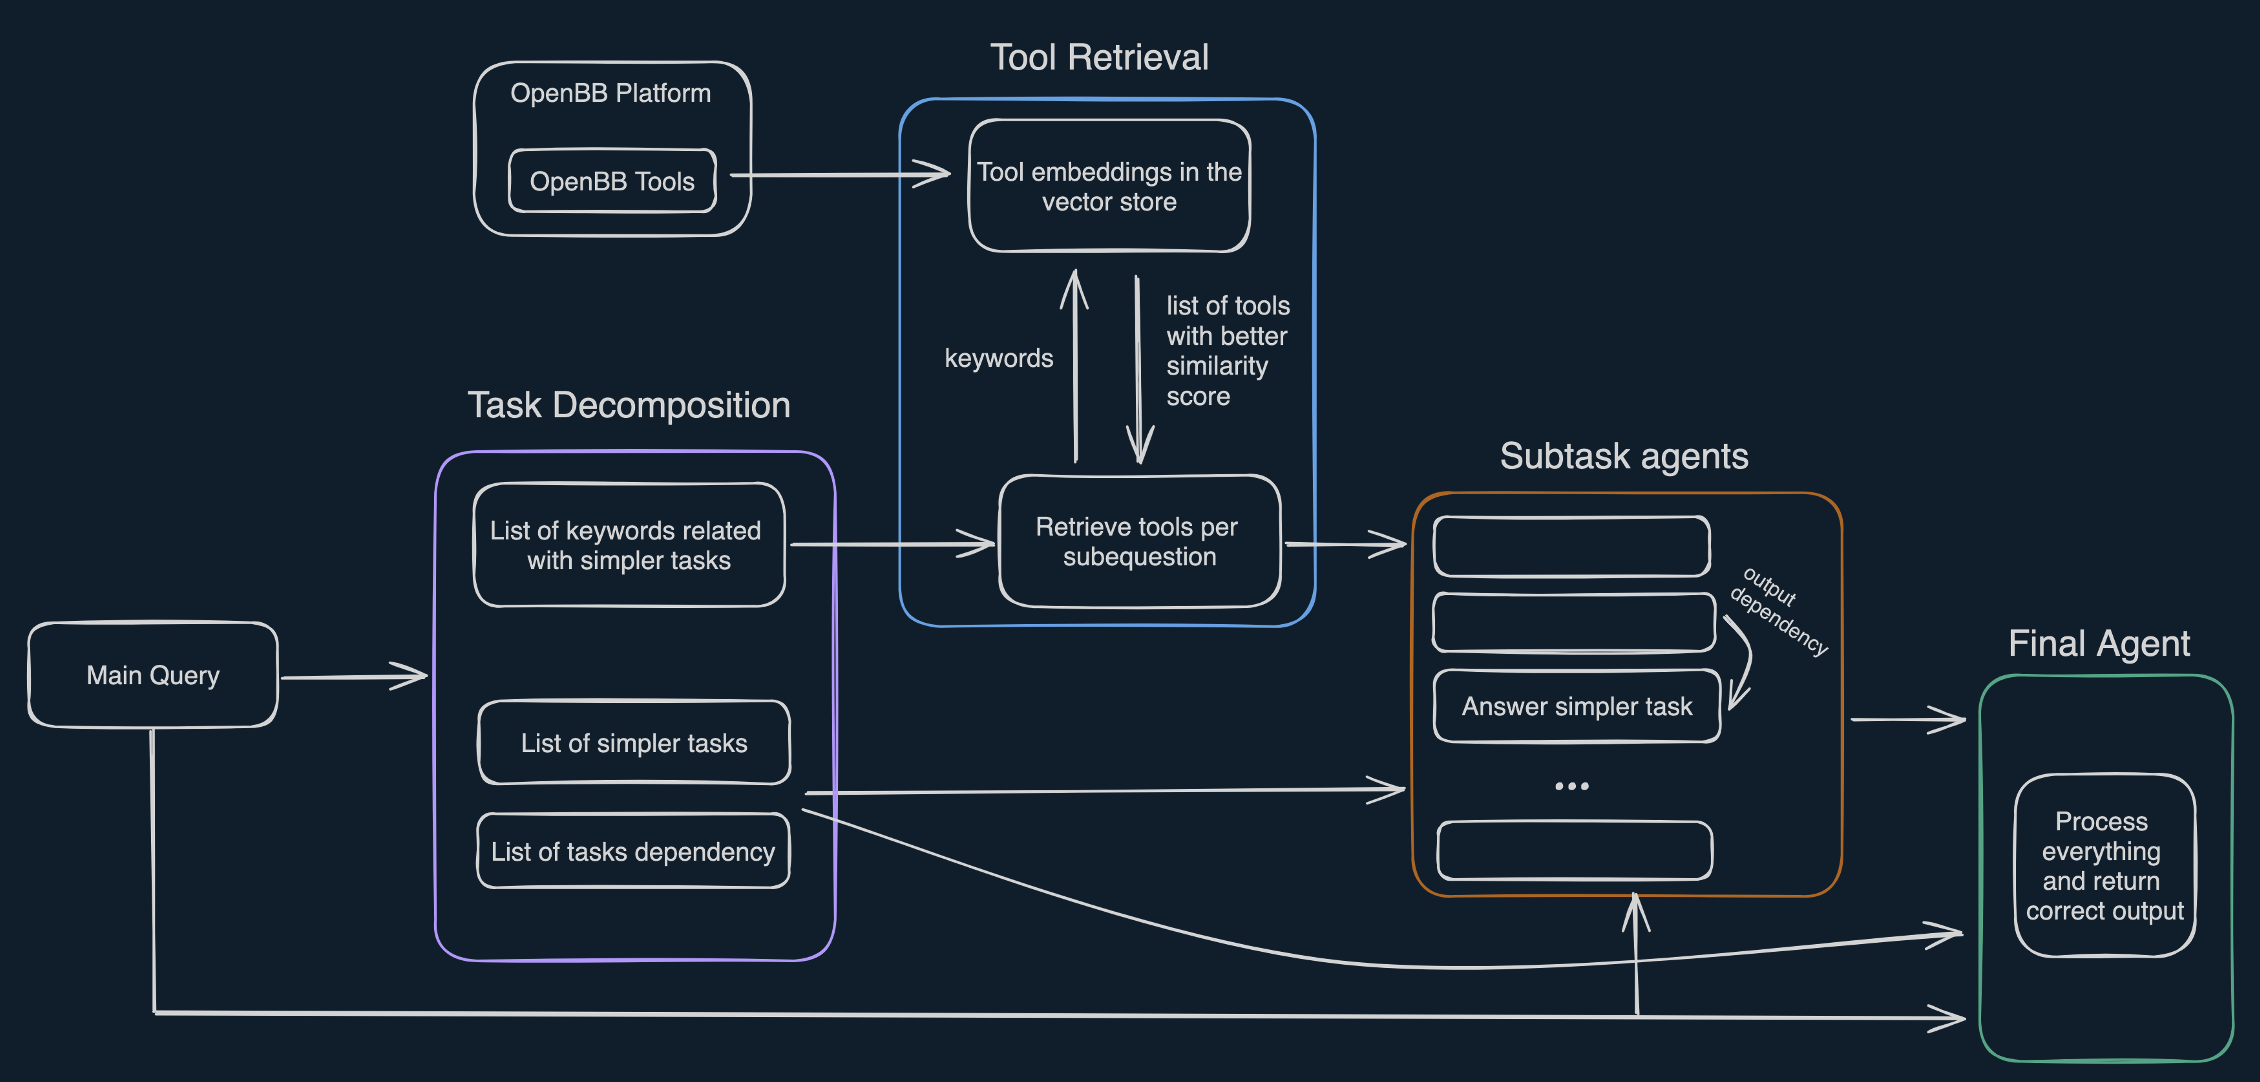 Tool Retrieval
OpenBB Platform
OpenBB Tools
Tool embeddings in the
vector store
keywords
list of tools
with better
similarity
score
Task Decomposition
List of keywords related
with simpler tasks
Retrieve tools per
subequestion
Subtask agents
output
dependency
Main Query
List of simpler tasks
List of tasks dependency
Answer simpler task
...
Final Agent
Process
everything
and return
correct output